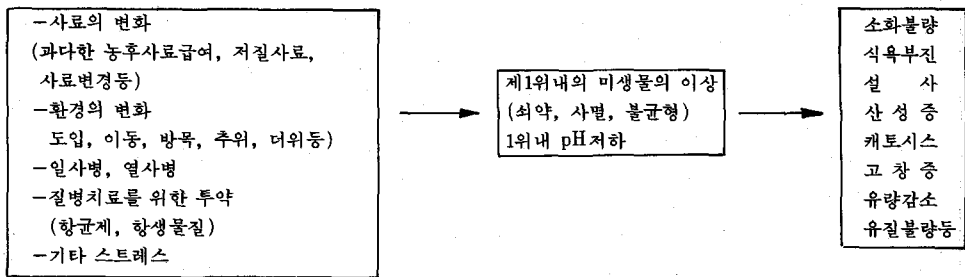 -사료의 변화
(과다한 농후사료급여, 저질사료,
사료변경등)
-환경의 변화
도입, 이동, 방목, 추위, 더위등)
-일사병, 열사병
-질병치료를 위한 투약
(항균제, 항생물질)
-기타 스트레스
제1위내의 미생물의 이상
(쇠약, 사멸, 불균형)
1위내 pH저하
소화불량
식욕부진
설 사
산성증
캐토시스
고창증
유량감소
유질불량등